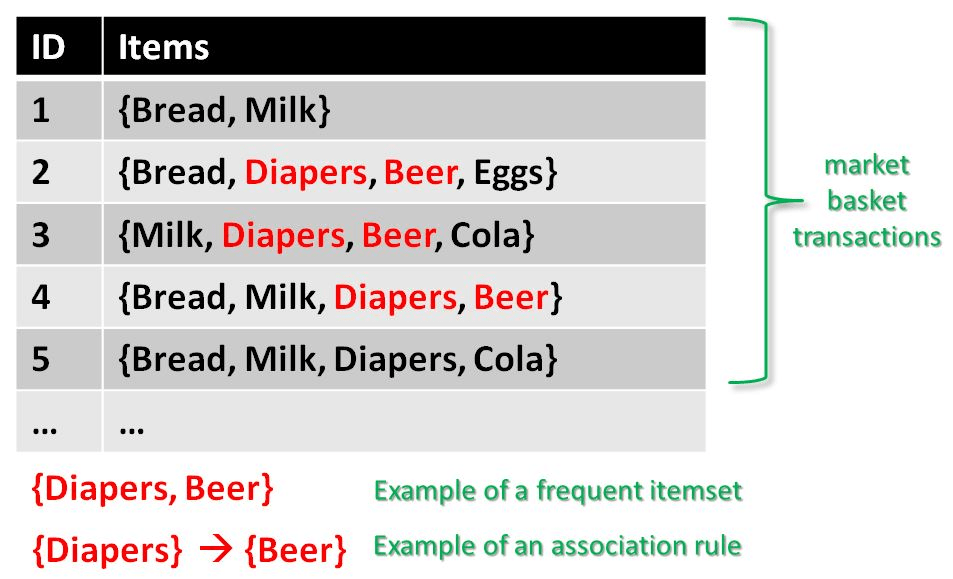 ID Items
1 {Bread, Milk}
2 {Bread, Diapers, Beer, Eggs}
3 {Milk, Diapers, Beer, Cola}
4 {Bread, Milk, Diapers, Beer}
5 {Bread, Milk, Diapers, Cola}
… …
market
basket
transactions
{Diapers, Beer} Example of a frequent itemset
{Diapers} → {Beer} Example of an association rule